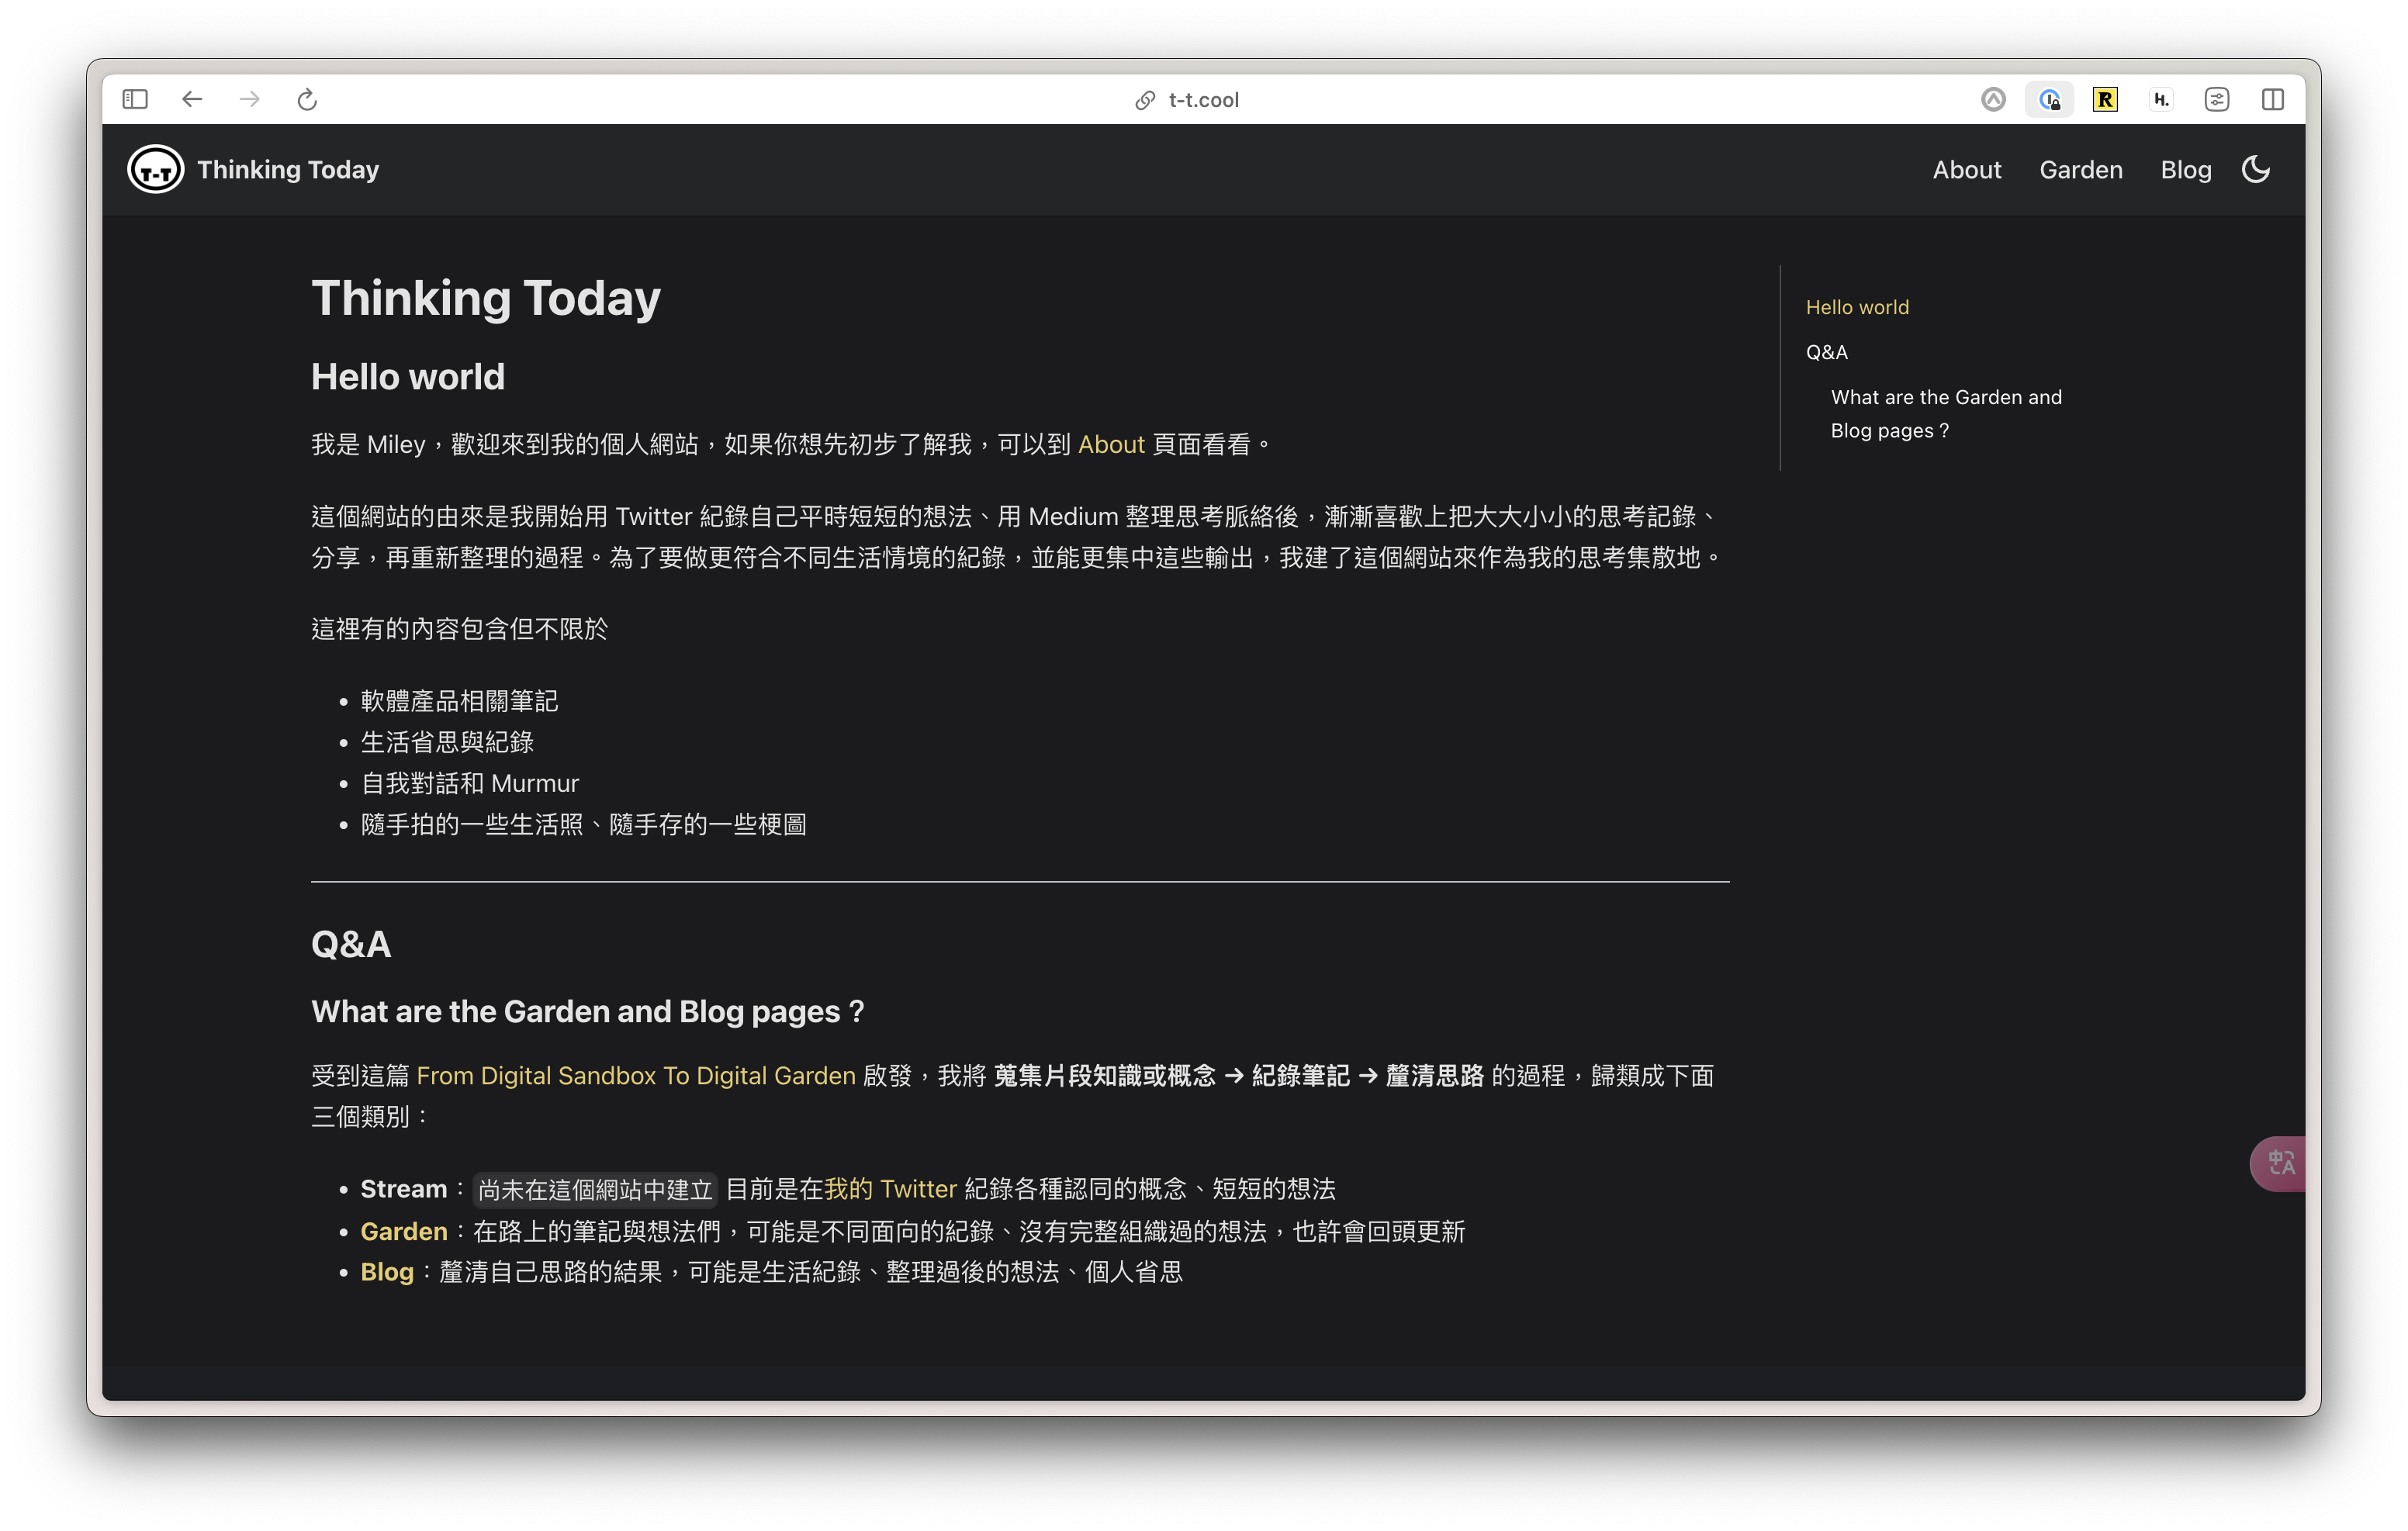 t-t.cool
R
H.
T-T
Thinking Today
About
Garden
Blog
Thinking Today
Hello world
我是 Miley，歡迎來到我的個人網站，如果你想先初步了解我，可以到 About 頁面看看。
這個網站的由來是我開始用 Twitter 紀錄自己平時短短的想法、用 Medium 整理思考脈絡後，漸漸喜歡上把大大小小的思考記錄、
分享，再重新整理的過程。為了要做更符合不同生活情境的紀錄，並能更集中這些輸出，我建了這個網站來作為我的思考集散地。
這裡有的內容包含但不限於
• 軟體產品相關筆記
• 生活省思與紀錄
• 自我對話和 Murmur
• 隨手拍的一些生活照、隨手存的一些梗圖
Q&A
What are the Garden and Blog pages？
受到這篇 From Digital Sandbox To Digital Garden 啟發，我將 蒐集片段知識或概念 → 紀錄筆記 → 釐清思路 的過程，歸類成下面
三個類別：
• Stream：尚未在這個網站中建立 目前是在我的 Twitter 紀錄各種認同的概念、短短的想法
• Garden：在路上的筆記與想法們，可能是不同面向的紀錄、沒有完整組織過的想法，也許會回頭更新
• Blog：釐清自己思路的結果，可能是生活紀錄、整理過後的想法、個人省思
Hello world
Q&A
What are the Garden and
Blog pages？
中A